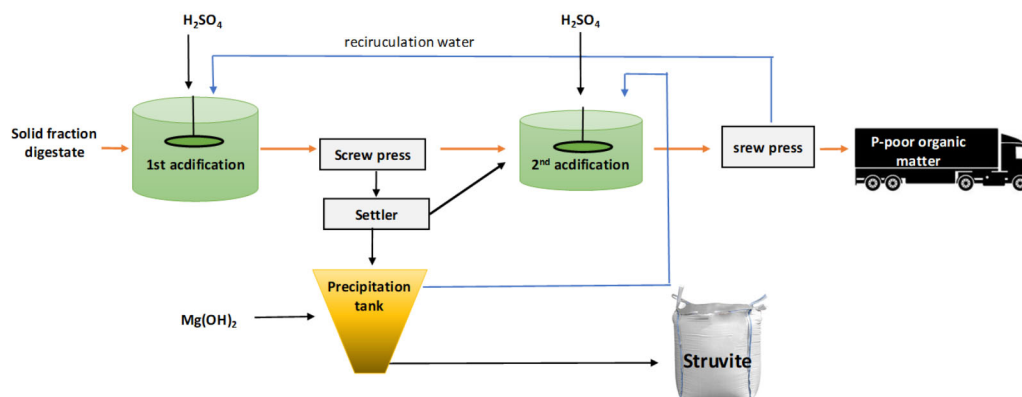 H₂SO₄
H₂SO₄
reciruculation water
Solid fraction
digestate
1st acdification
Screw press
2ⁿᵈ acdification
srew press
P-poor organic
matter
Settler
Precipitation
tank
Mg(OH)₂
Struvite